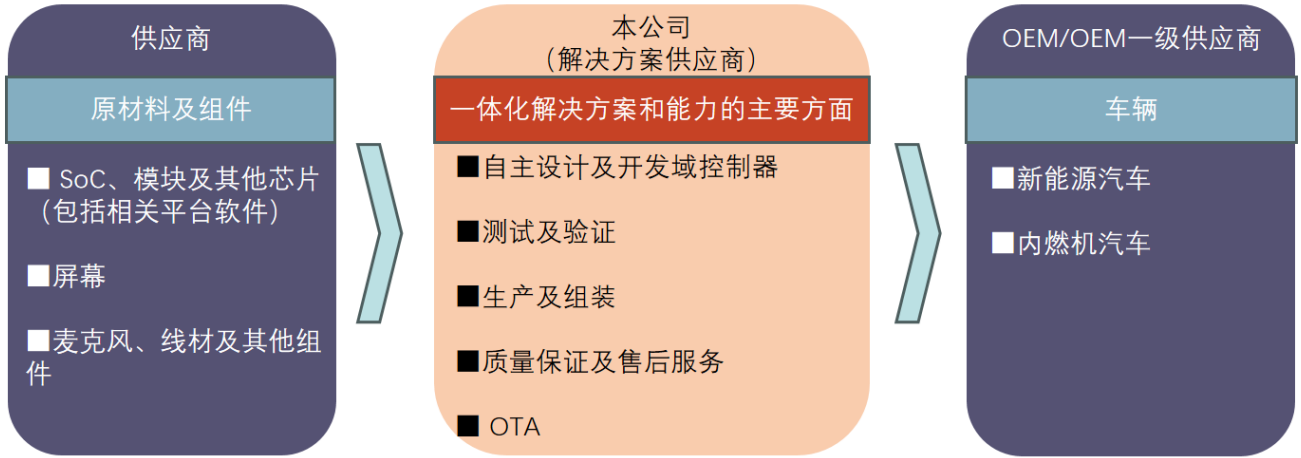 供应商
原材料及组件
■ SoC、模块及其他芯片
（包括相关平台软件）
■屏幕
■麦克风、线材及其他组
件
本公司
（解决方案供应商）
一体化解决方案和能力的主要方面
■自主设计及开发域控制器
■测试及验证
■生产及组装
■质量保证及售后服务
■ OTA
OEM/OEM一级供应商
车辆
■新能源汽车
■内燃机汽车